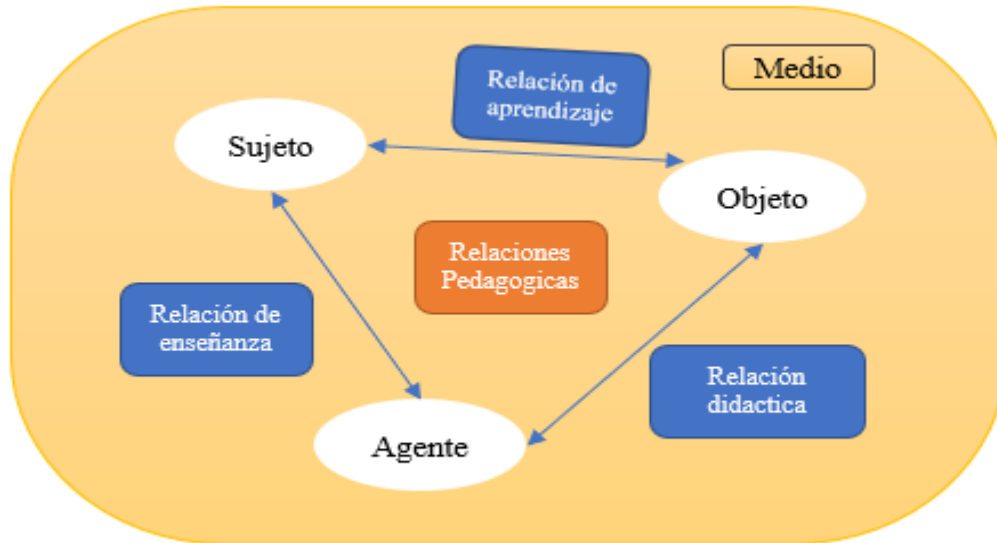 Relación de
aprendizaje
Medio
Sujeto
Objeto
Relaciones
Pedagogicas
Relación de
enseñanza
Relación
didactica
Agente